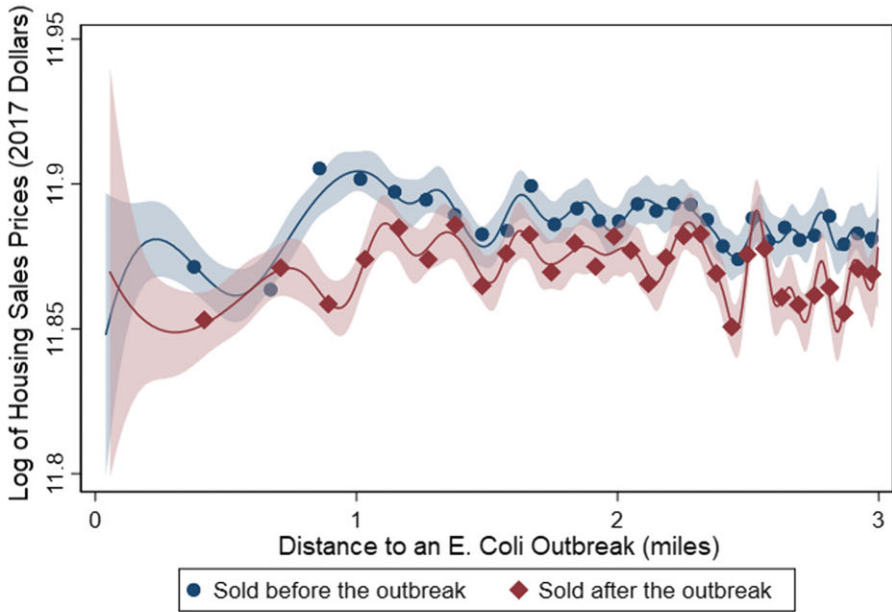 Log of Housing Sales Prices (2017 Dollars)
11.95
11.9
11.85
11.8
0
1
2
3
Distance to an E. Coli Outbreak (miles)
Sold before the outbreak
Sold after the outbreak